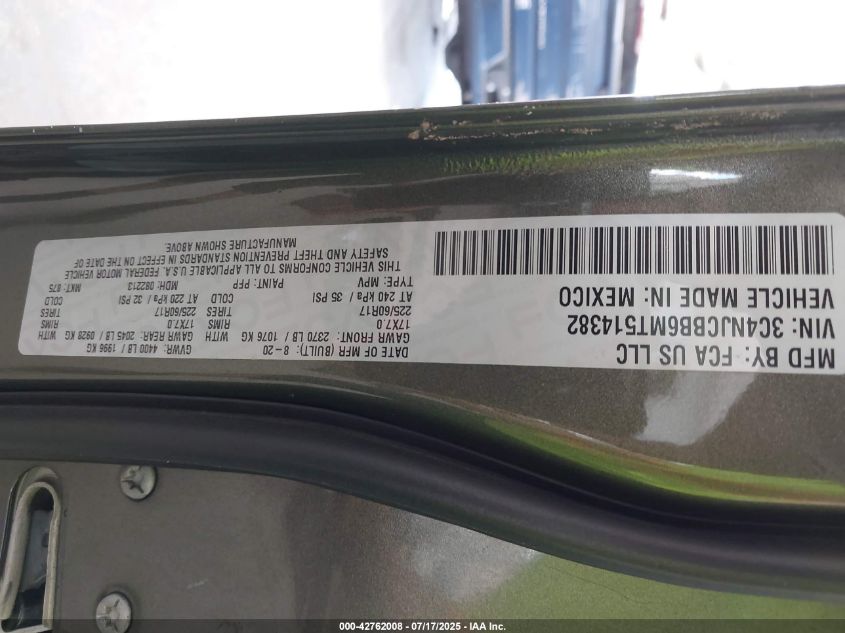 MFD BY: FCA US LLC
VIN: 3C4NJCBB6MT514382
VEHICLE MADE IN: MEXICO
DATE OF MFR (BUILT): 8-20
GVWR: 4400 LB / 1996 KG
GAWR FRONT: 2370 LB / 1076 KG WITH
GAWR REAR: 2045 LB / 0928 KG WITH
17X7.0 RIMS
17X7.0 RIMS
225/60R17 TIRES
225/60R17 TIRES
AT 240 kPa / 35 PSI COLD
AT 220 kPa / 32 PSI COLD
TYPE: MPV PAINT: PFP MDH: 082213 MKT: 875
THIS VEHICLE CONFORMS TO ALL APPLICABLE U.S.A. FEDERAL MOTOR VEHICLE
SAFETY AND THEFT PREVENTION STANDARDS IN EFFECT ON THE DATE OF
MANUFACTURE SHOWN ABOVE.
000-42762008 - 07/17/2025 - IAA Inc.